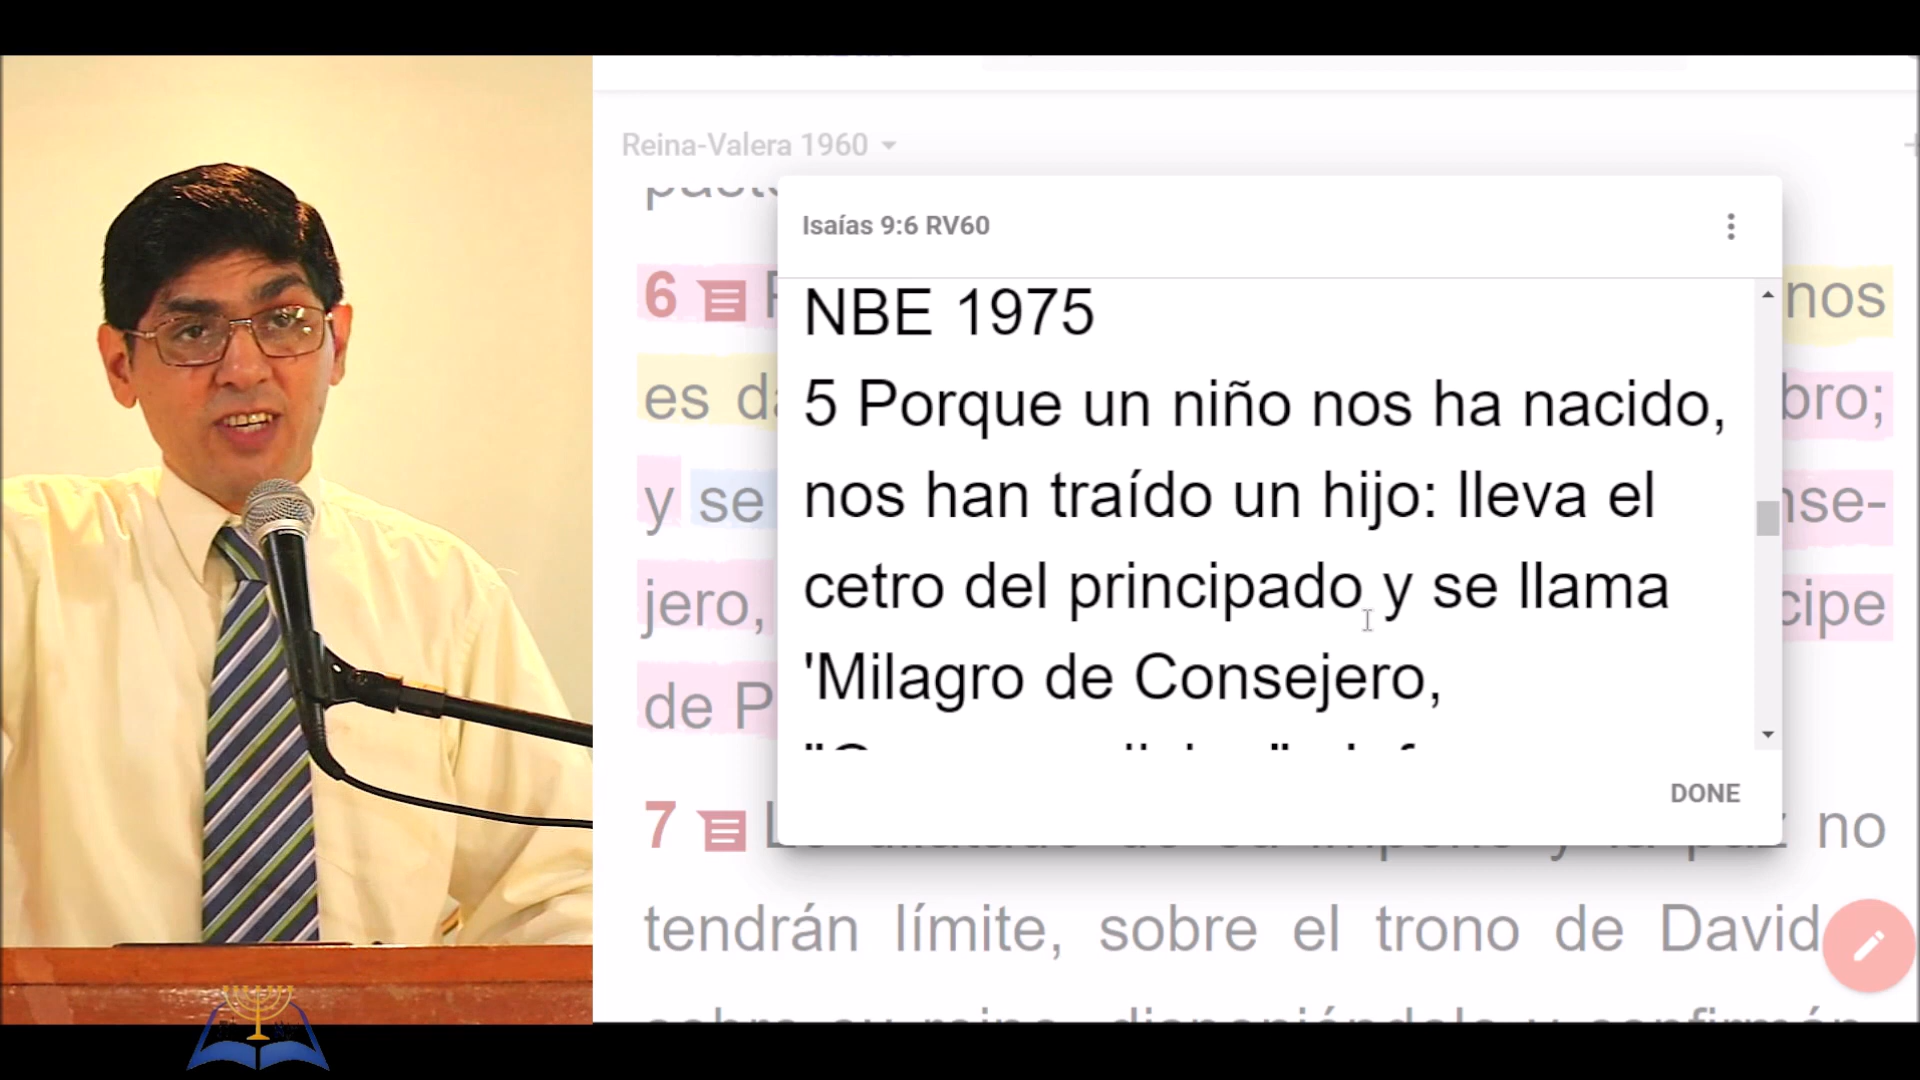 Reina-Valera 1960
Isaías 9:6 RV60
6
nos
NBE 1975
es
bro;
5 Porque un niño nos ha nacido,
y se
nos han traído un hijo: lleva el
nse-
jero,
cetro del principado y se llama
cipe
de P
'Milagro de Consejero,
DONE
7
no
tendrán límite, sobre el trono de David